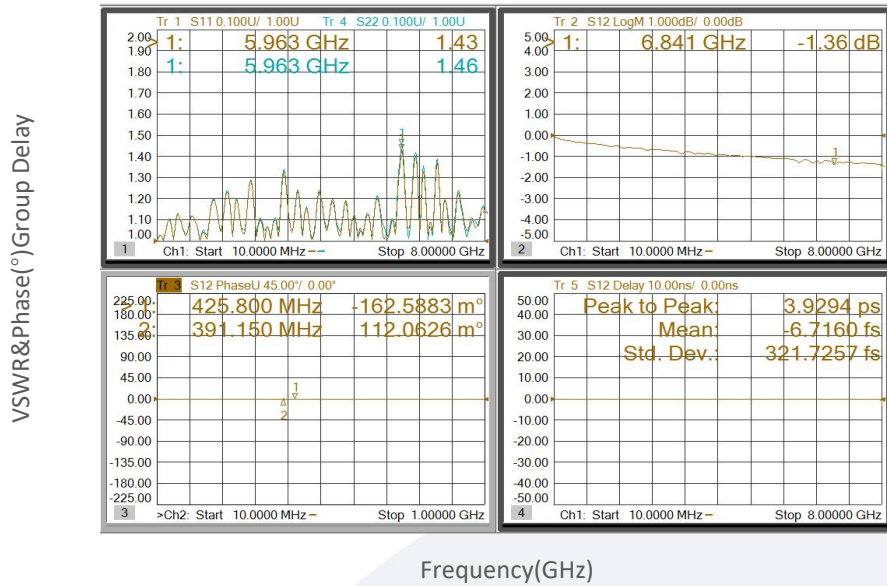 VSWR&Phase(°)Group Delay
Tr 1 S11 0.100U/ 1.00U Tr 4 S22 0.100U/ 1.00U
2.00
> 1: 5.963 GHz 1.43
1.90
1: 5.963 GHz 1.46
1.80
1.70
1.60
1.50
1
1.40
1.30
1.20
1.10
1.00
1 Ch1: Start 10.0000 MHz Stop 8.00000 GHz
Tr 2 S12 LogM 1.000dB/ 0.00dB
5.00
> 1: 6.841 GHz -1.36 dB
4.00
3.00
2.00
1.00
0.00
1
-1.00
-2.00
-3.00
-4.00
-5.00
2 Ch1: Start 10.0000 MHz Stop 8.00000 GHz
Tr 3 S12 PhaseU 45.00°/ 0.00°
225.00
> 1: 425.800 MHz -162.5883 m°
180.00
2: 391.150 MHz 112.0626 m°
135.00
90.00
45.00
1
0.00
2
-45.00
-90.00
-135.00
-180.00
-225.00
3 >Ch2: Start 10.0000 MHz Stop 1.00000 GHz
Tr 5 S12 Delay 10.00ns/ 0.00ns
50.00
Peak to Peak: 3.9294 ps
40.00
Mean: -6.7160 fs
30.00
Std. Dev.: 321.7257 fs
20.00
10.00
0.00
-10.00
-20.00
-30.00
-40.00
-50.00
4 Ch1: Start 10.0000 MHz Stop 8.00000 GHz
Frequency(GHz)